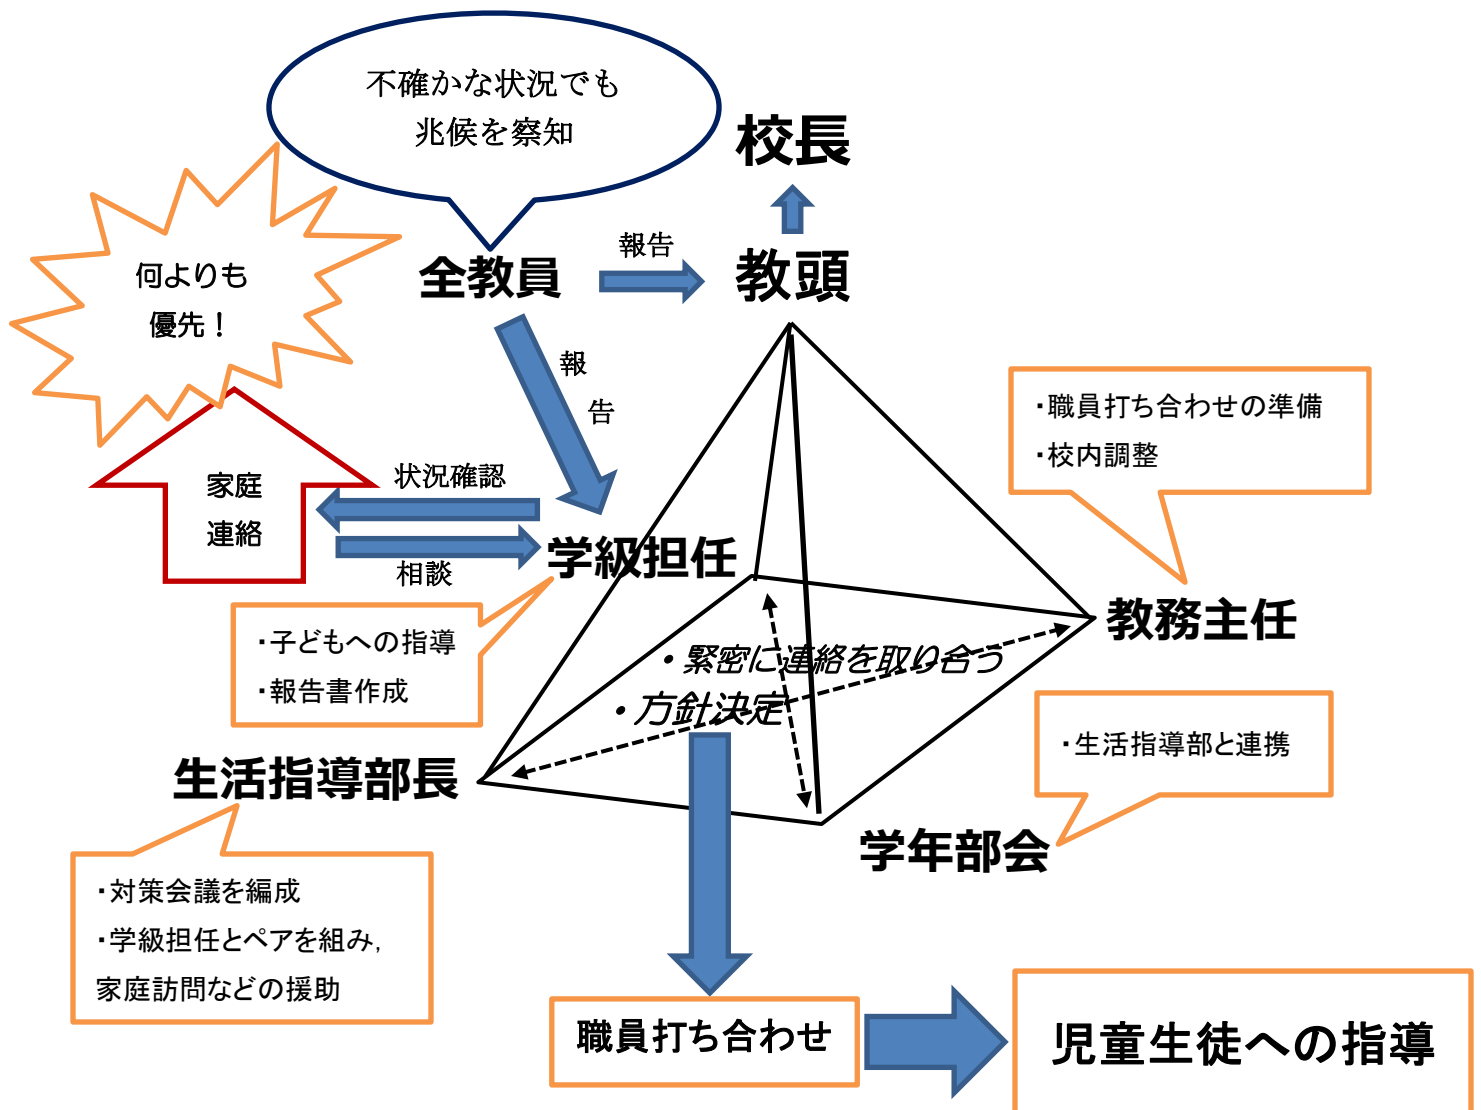 不確かな状況でも
兆候を察知
校長
何よりも
優先！
全教員
報告
教頭
報
告
・職員打ち合わせの準備
・校内調整
家庭
連絡
状況確認
相談
学級担任
教務主任
・子どもへの指導
・報告書作成
・緊密に連絡を取り合う
・方針決定
・生活指導部と連携
生活指導部長
学年部会
・対策会議を編成
・学級担任とペアを組み，
家庭訪問などの援助
職員打ち合わせ
児童生徒への指導